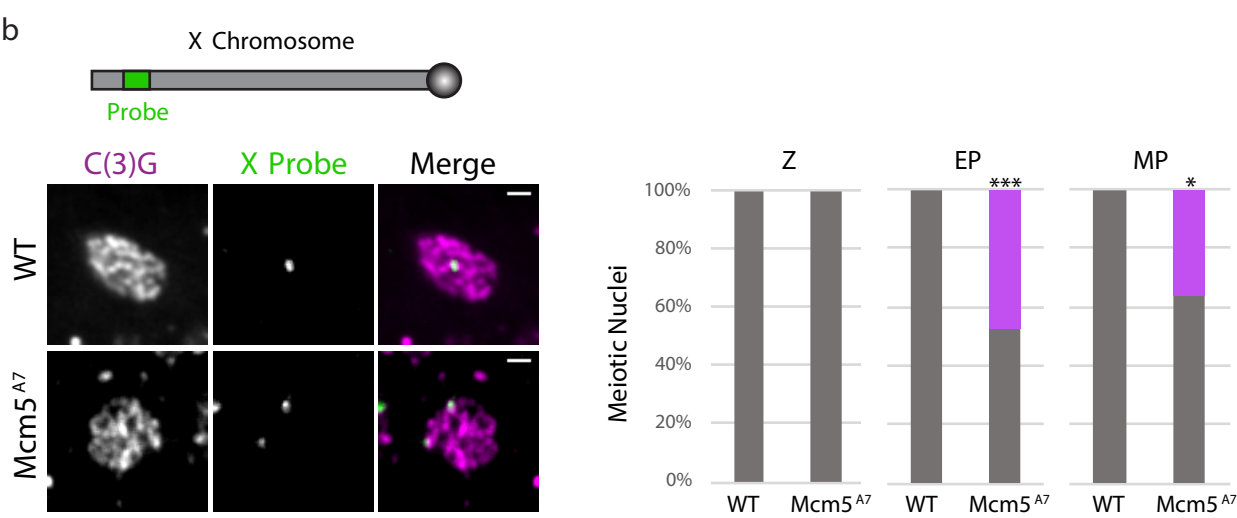 b
X Chromosome
Probe
C(3)G X Probe Merge
WT
Mcm5 A7
Z EP MP
*** *
100%
80%
60%
40%
20%
0%
Meiotic Nuclei
WT Mcm5 A7 WT Mcm5 A7 WT Mcm5 A7